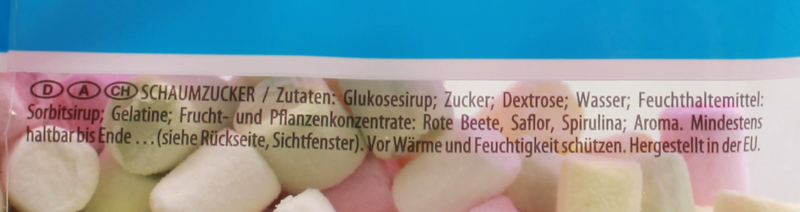 D A CH SCHAUMZUCKER / Zutaten: Glukosesirup; Zucker; Dextrose; Wasser; Feuchthaltemittel:
Sorbitsirup; Gelatine; Frucht- und Pflanzenkonzentrate: Rote Beete, Saflor, Spirulina; Aroma. Mindestens
haltbar bis Ende ... (siehe Rückseite, Sichtfenster). Vor Wärme und Feuchtigkeit schützen. Hergestellt in der EU.